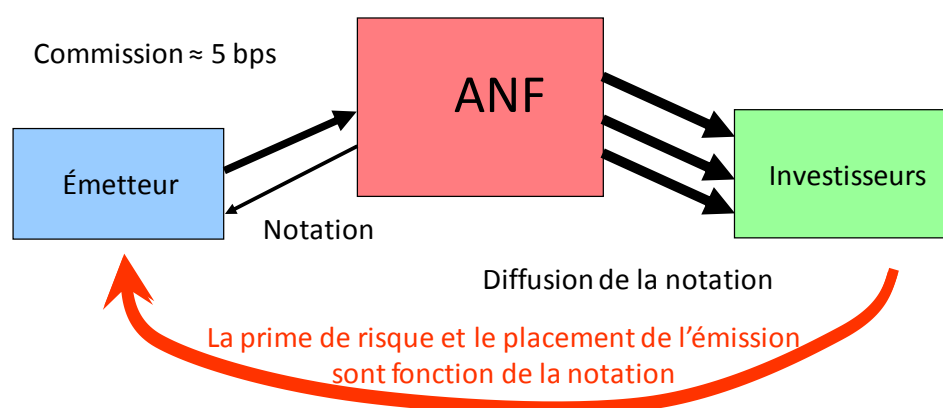 Commission ≈ 5 bps
ANF
Émetteur
Investisseurs
Notation
Diffusion de la notation
La prime de risque et le placement de l’émission
sont fonction de la notation